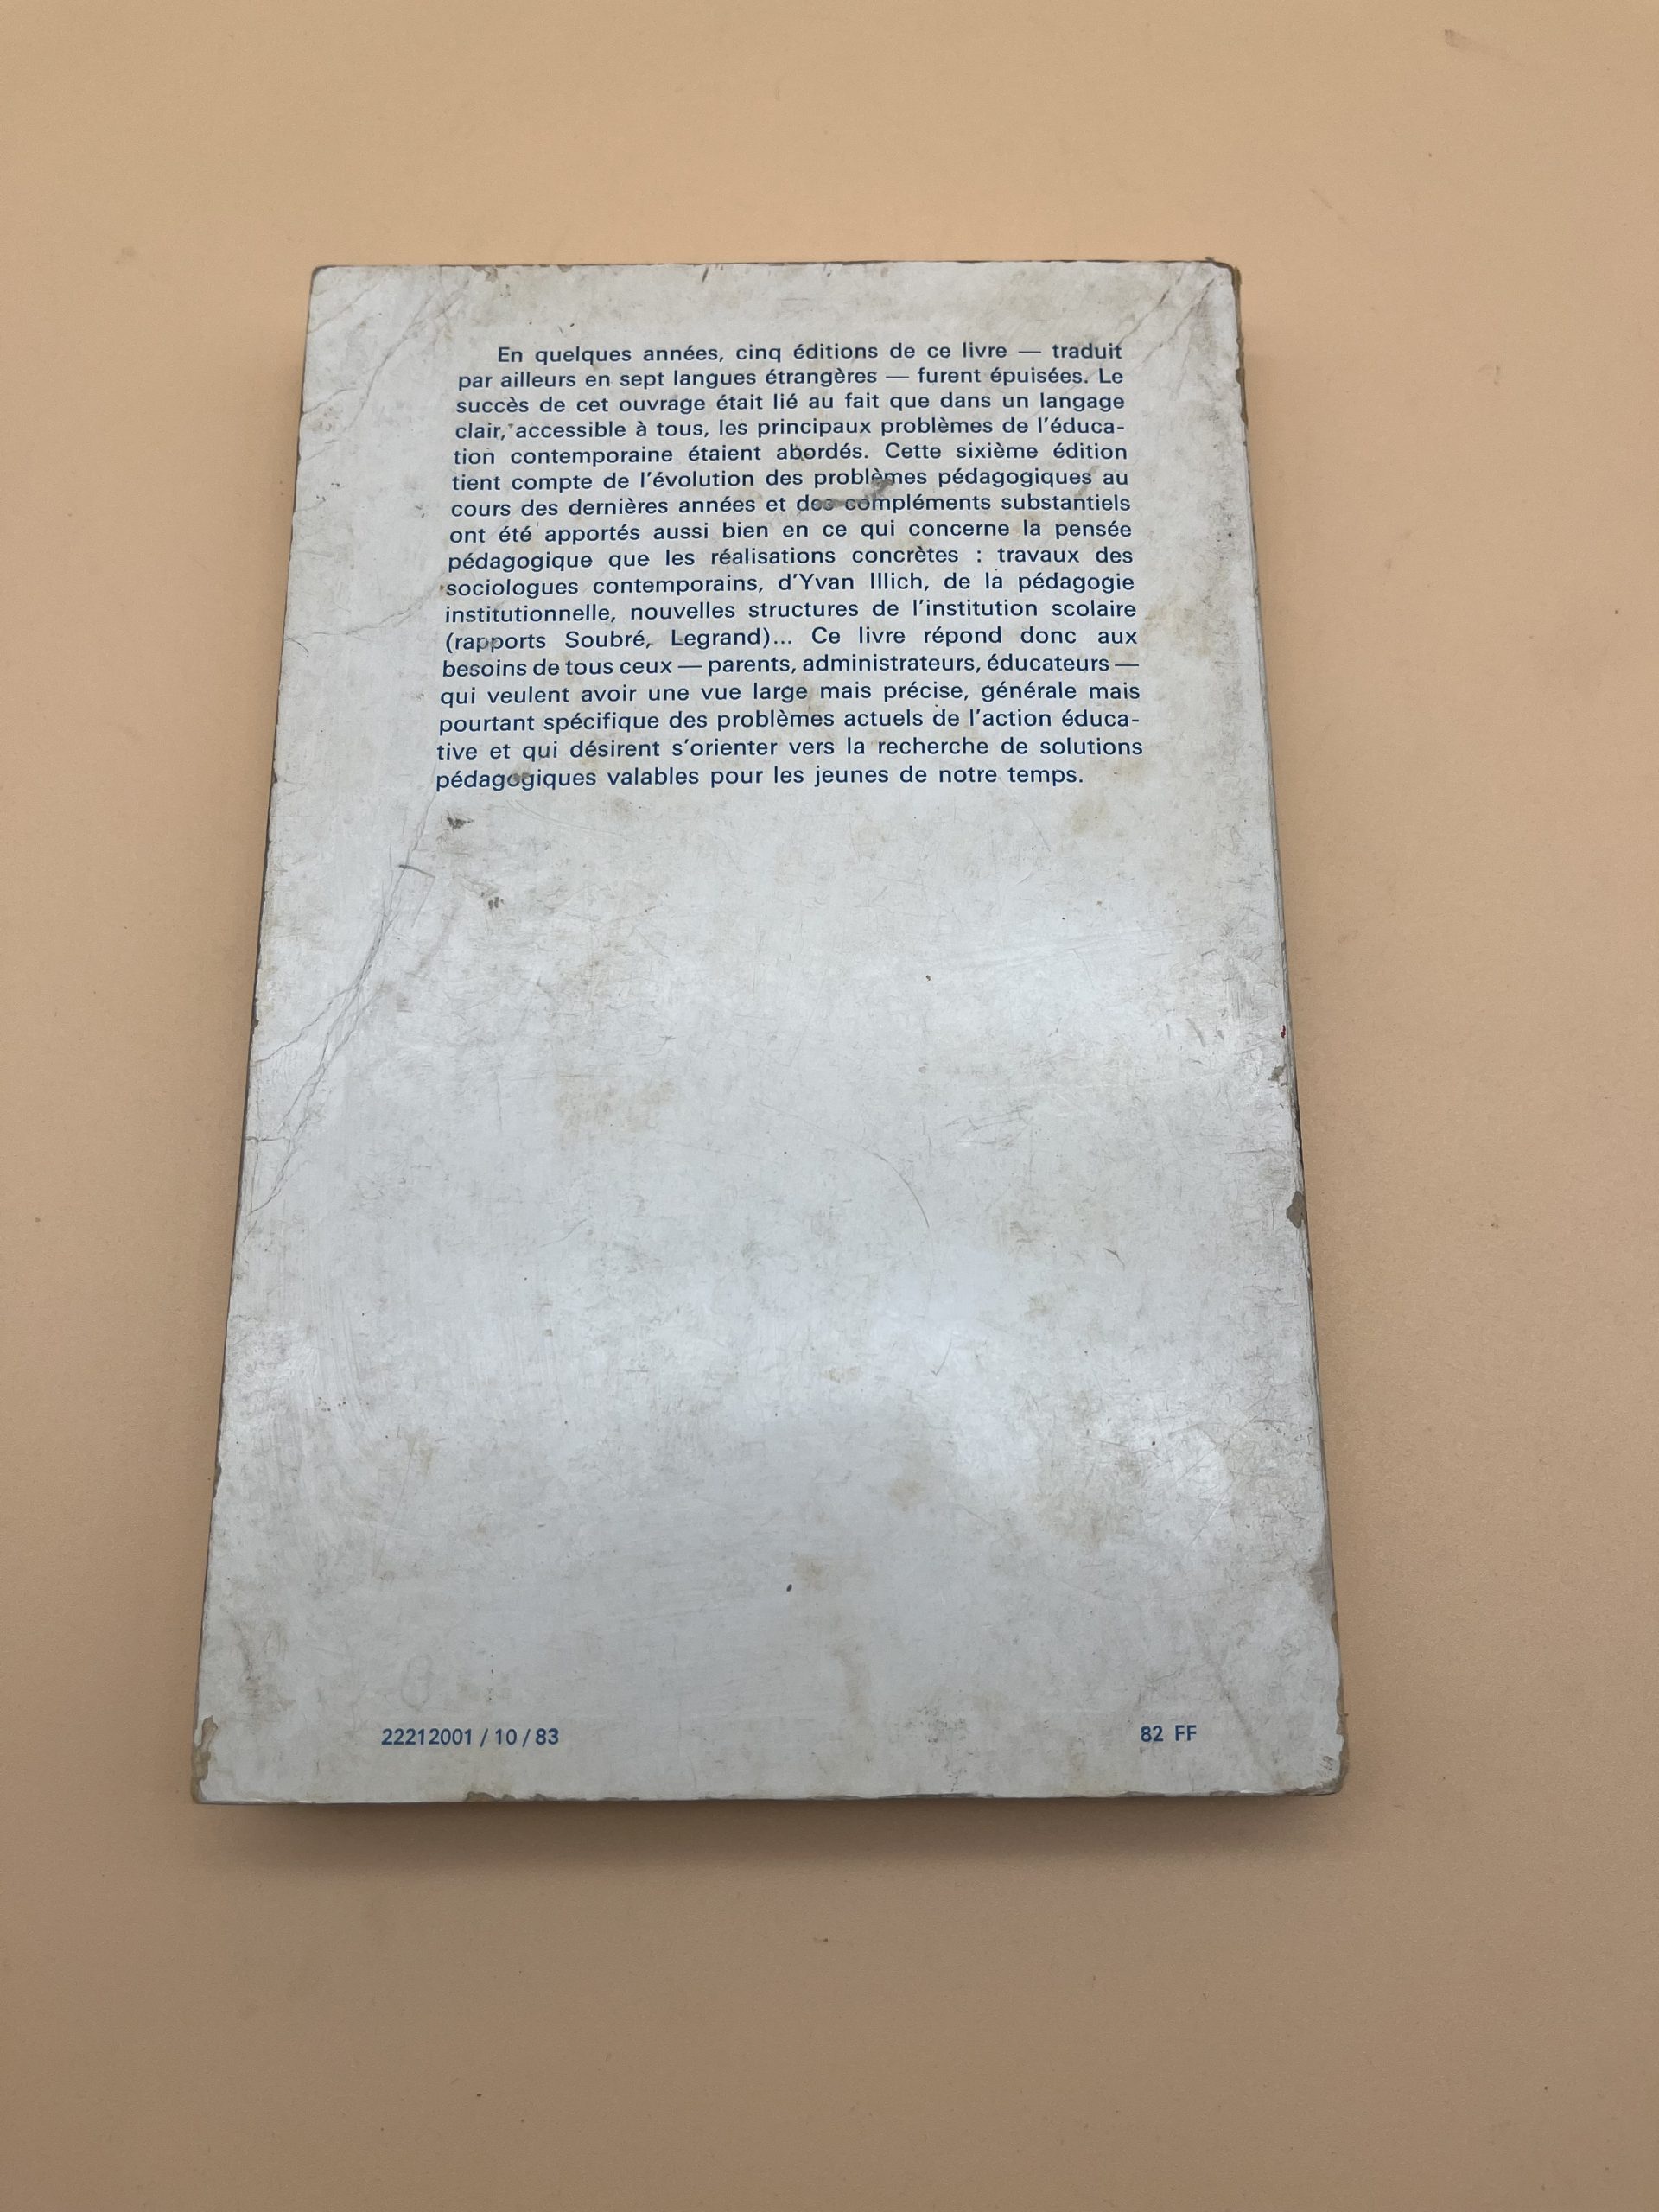 En quelques années, cinq éditions de ce livre — traduit
par ailleurs en sept langues étrangères — furent épuisées. Le
succès de cet ouvrage était lié au fait que dans un langage
clair, accessible à tous, les principaux problèmes de l'éduca-
tion contemporaine étaient abordés. Cette sixième édition
tient compte de l'évolution des problèmes pédagogiques au
cours des dernières années et des compléments substantiels
ont été apportés aussi bien en ce qui concerne la pensée
pédagogique que les réalisations concrètes : travaux des
sociologues contemporains, d'Yvan Illich, de la pédagogie
institutionnelle, nouvelles structures de l'institution scolaire
(rapports Soubré, Legrand)... Ce livre répond donc aux
besoins de tous ceux — parents, administrateurs, éducateurs —
qui veulent avoir une vue large mais précise, générale mais
pourtant spécifique des problèmes actuels de l'action éduca-
tive et qui désirent s'orienter vers la recherche de solutions
pédagogiques valables pour les jeunes de notre temps.
22212001 / 10 / 83
82 FF